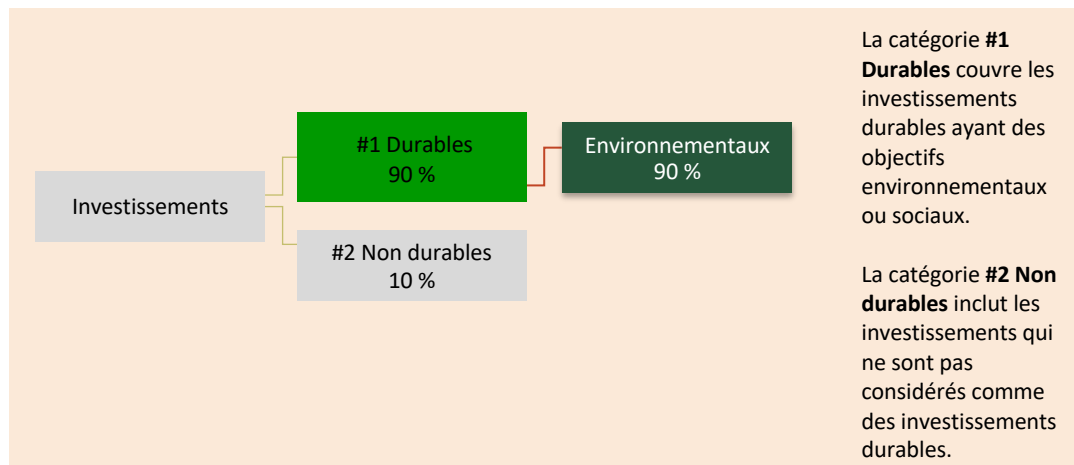 Investissements
#1 Durables
90 %
Environnementaux
90 %
#2 Non durables
10 %
La catégorie #1
Durables couvre les
investissements
durables ayant des
objectifs
environnementaux
ou sociaux.
La catégorie #2 Non
durables inclut les
investissements qui
ne sont pas
considérés comme
des investissements
durables.